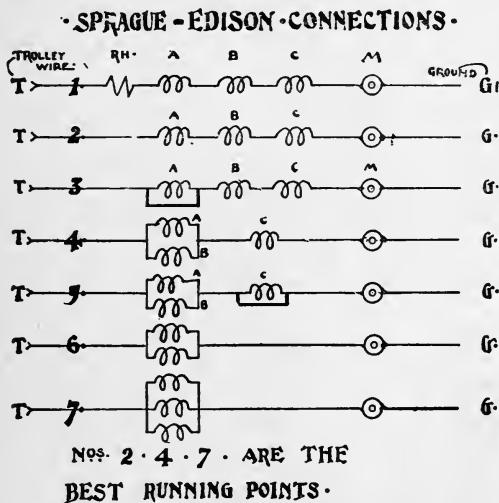 · SPRAGUE - EDISON - CONNECTIONS ·
TROLLEY WIRE RH· A B C M GROUND
T 1· G·
A B C
T 2· G·
A B C M
T 3 G·
A B C
T 4· G·
A B C
T 5· G·
T 6· G·
T 7· G·
Nos. 2 · 4 · 7 · ARE THE
BEST RUNNING POINTS ·